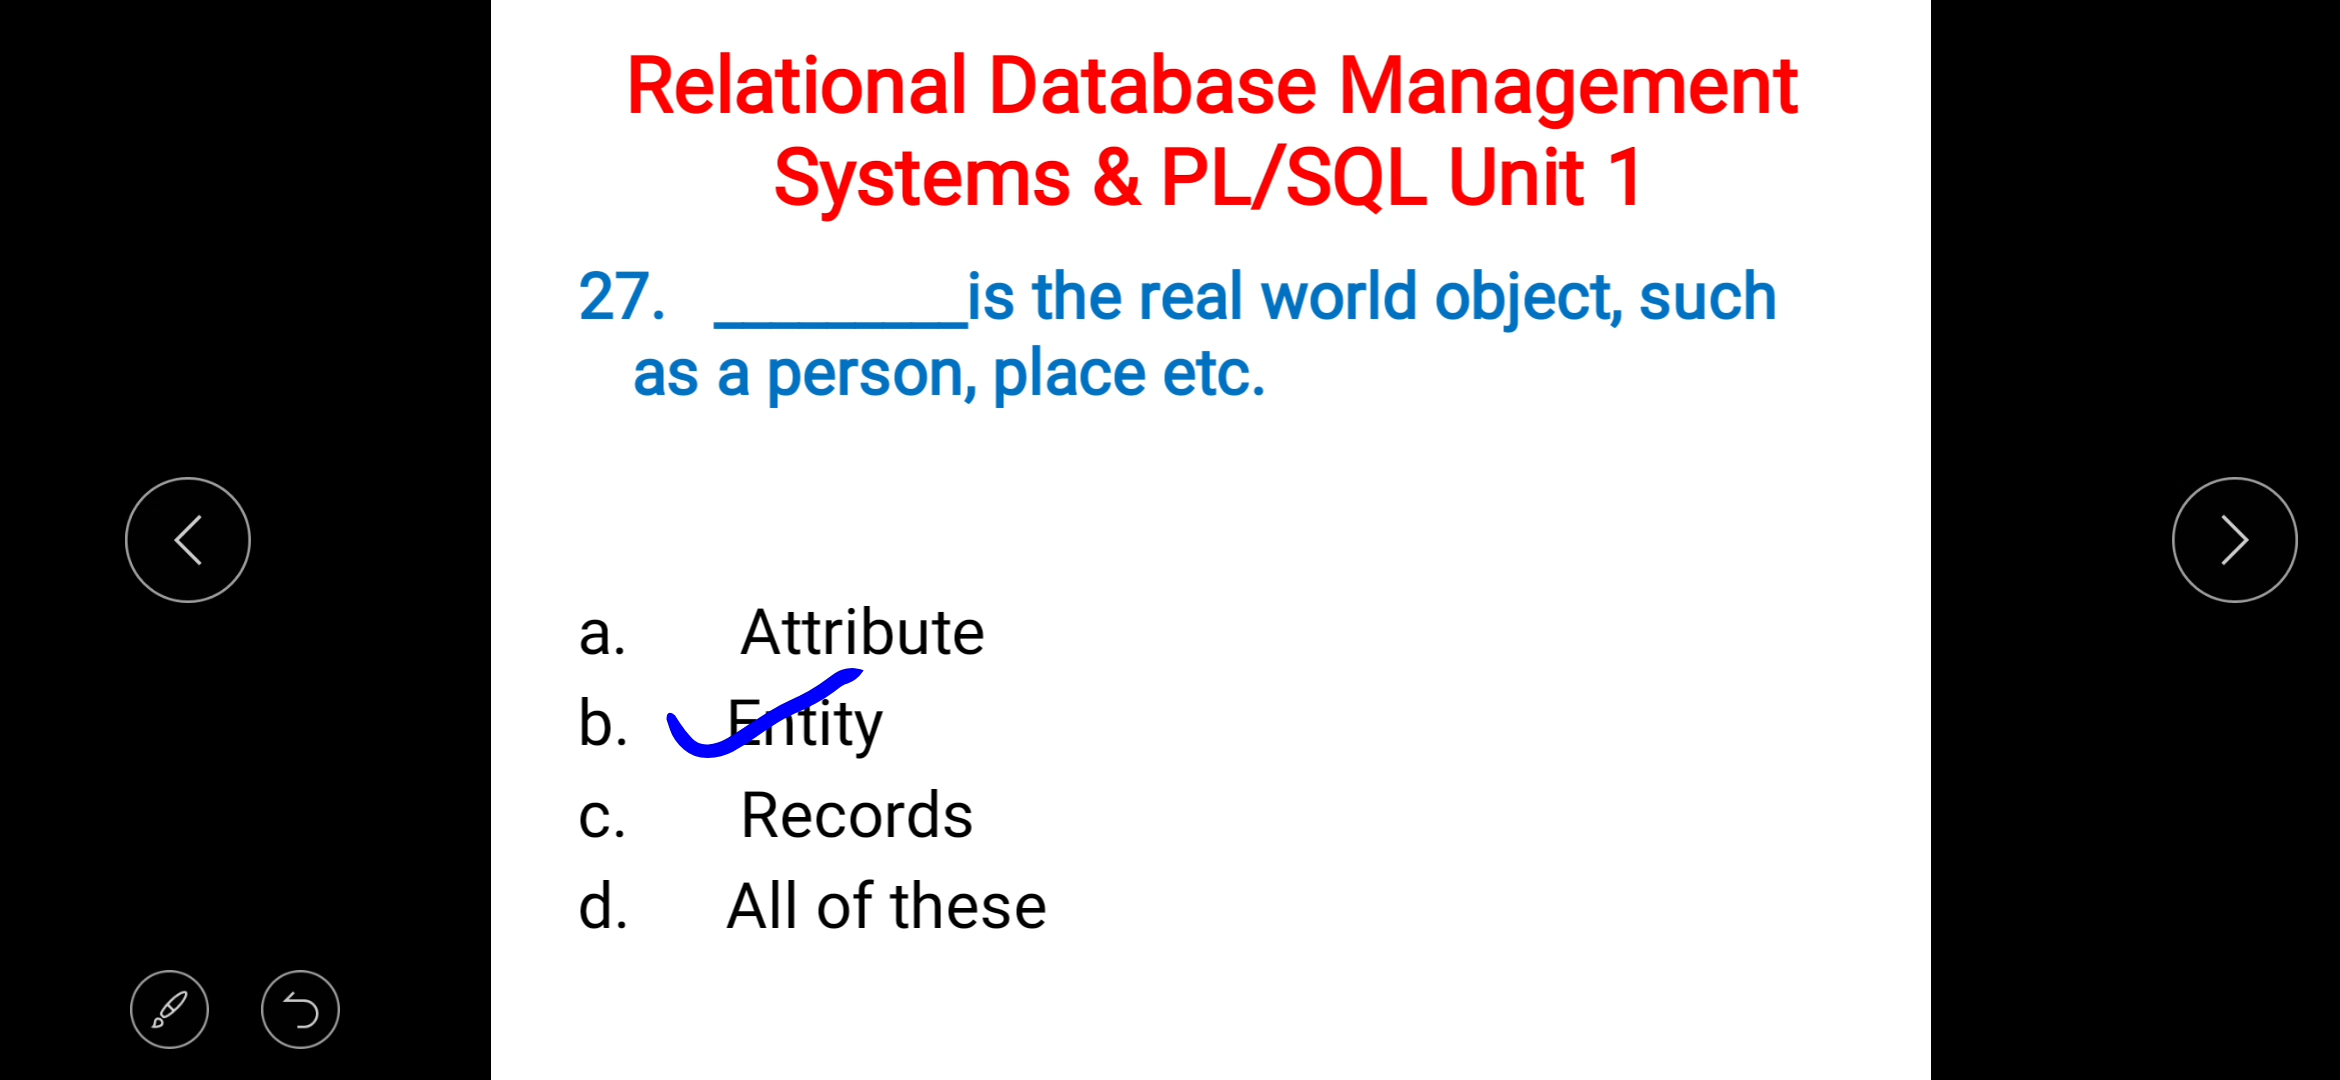 Relational Database Management
Systems & PL/SQL Unit 1
27. _________is the real world object, such
as a person, place etc.
a. Attribute
b. Entity
c. Records
d. All of these